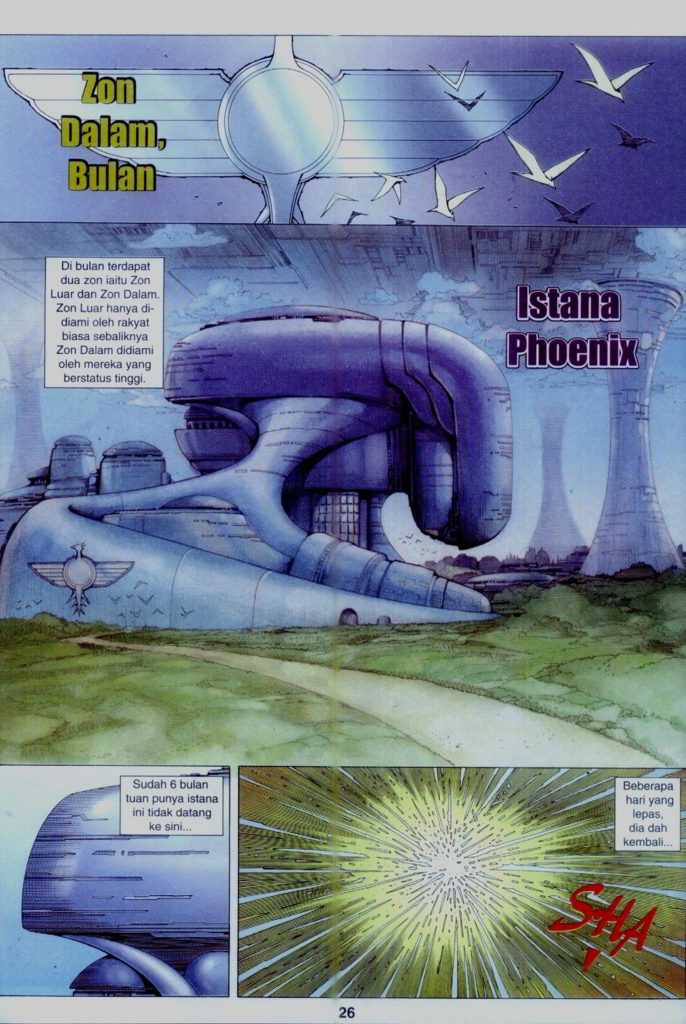 Zon
Dalam,
Bulan
Di bulan terdapat
dua zon iaitu Zon
Luar dan Zon Dalam.
Zon Luar hanya di-
diami oleh rakyat
biasa sebaliknya
Zon Dalam didiami
oleh mereka yang
berstatus tinggi.
Istana
Phoenix
Sudah 6 bulan
tuan punya istana
ini tidak datang
ke sini...
Beberapa
hari yang
lepas,
dia dah
kembali...
SHA
26